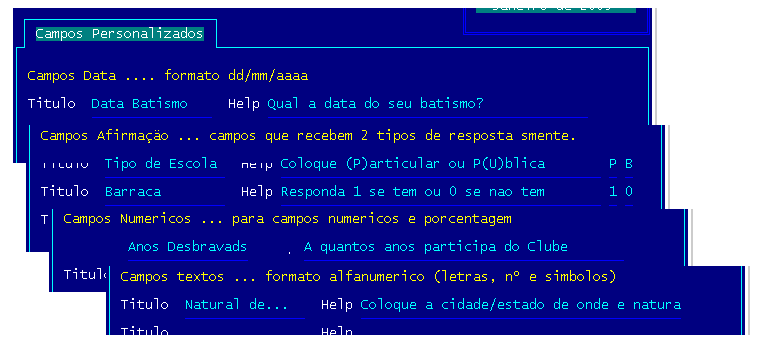 Janeiro de 2005
Campos Personalizados
Campos Data .... formato dd/mm/aaaa
Titulo Data Batismo Help Qual a data do seu batismo?
Campos Afirmação ... campos que recebem 2 tipos de resposta smente.
Titulo Tipo de Escola Help Coloque (P)articular ou P(U)blica P B
Titulo Barraca Help Responda 1 se tem ou 0 se nao tem 1 0
T
Campos Numericos ... para campos numericos e porcentagem
Anos Desbravads . A quantos anos participa do Clube
Titulo
Campos textos ... formato alfanumerico (letras, nº e simbolos)
Titulo Natural de... Help Coloque a cidade/estado de onde e natura
Titulo Help